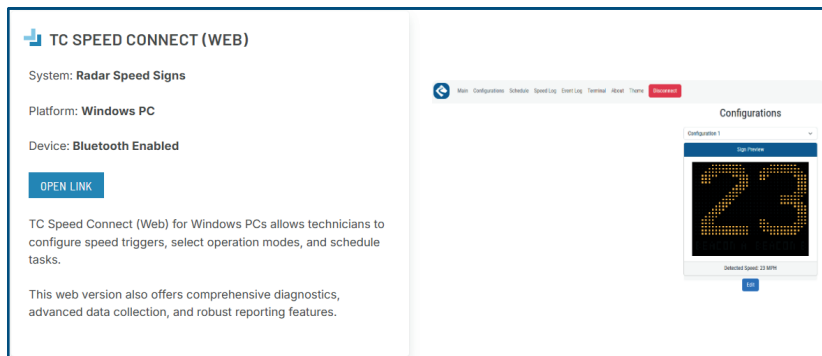 TC SPEED CONNECT (WEB)
System: Radar Speed Signs
Platform: Windows PC
Device: Bluetooth Enabled
OPEN LINK
TC Speed Connect (Web) for Windows PCs allows technicians to
configure speed triggers, select operation modes, and schedule
tasks.
This web version also offers comprehensive diagnostics,
advanced data collection, and robust reporting features.
Main Configurations Schedule Speed Log Event Log Terminal About Theme Disconnect
Configurations
Configuration 1
Sign Preview
23
Detected Speed: 23 MPH
Edit